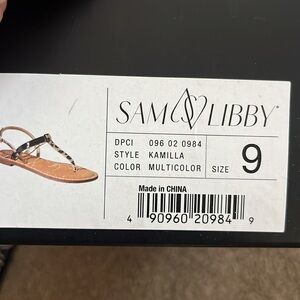 SAM & LIBBY
DPCI 096 02 0984
STYLE KAMILLA
COLOR MULTICOLOR SIZE 9
Made in CHINA
4 90960 20984 9